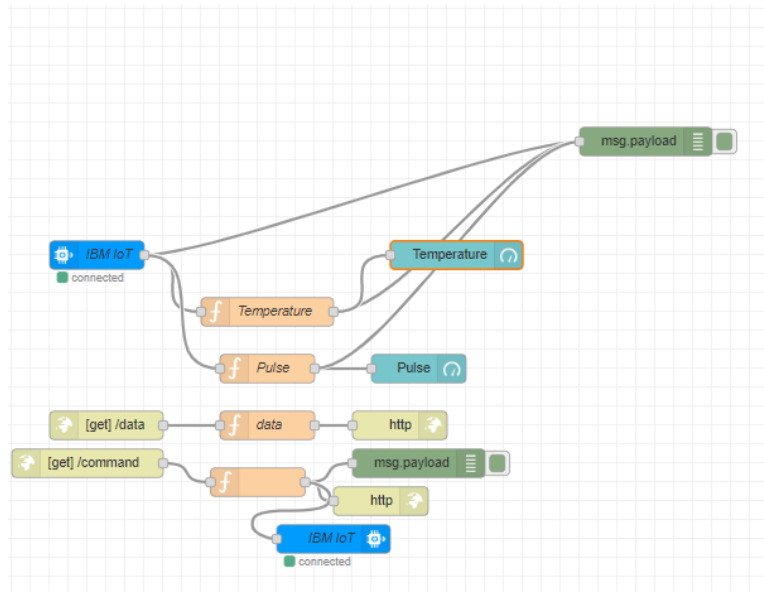 msg.payload
IBM IoT
Temperature
connected
Temperature
Pulse
Pulse
[get] /data
data
http
[get] /command
msg.payload
http
IBM IoT
connected